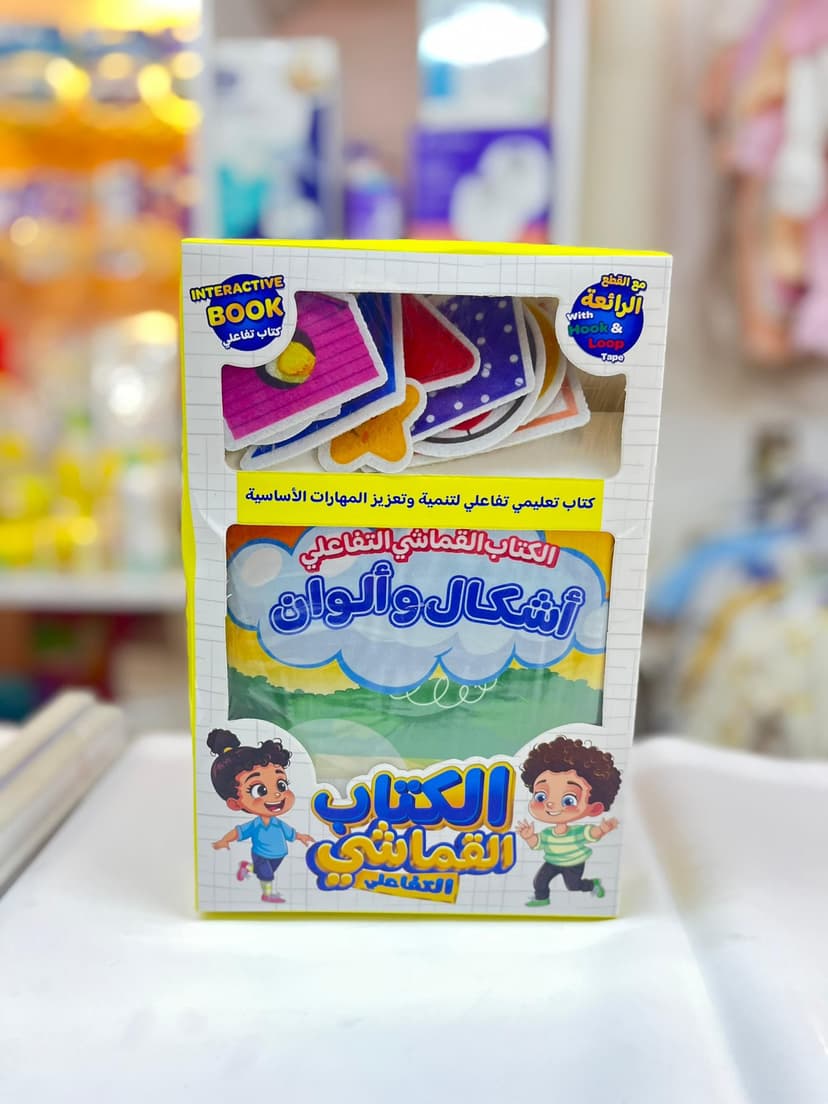 INTERACTIVE
BOOK
كتاب تفاعلي
مع القطع
الرائعة
With
Hook &
Loop
Tape
كتاب تعليمي تفاعلي لتنمية وتعزيز المهارات الأساسية
الكتاب القماشي التفاعلي
أشكال وألوان
الكتاب
القماشي
التفاعلي